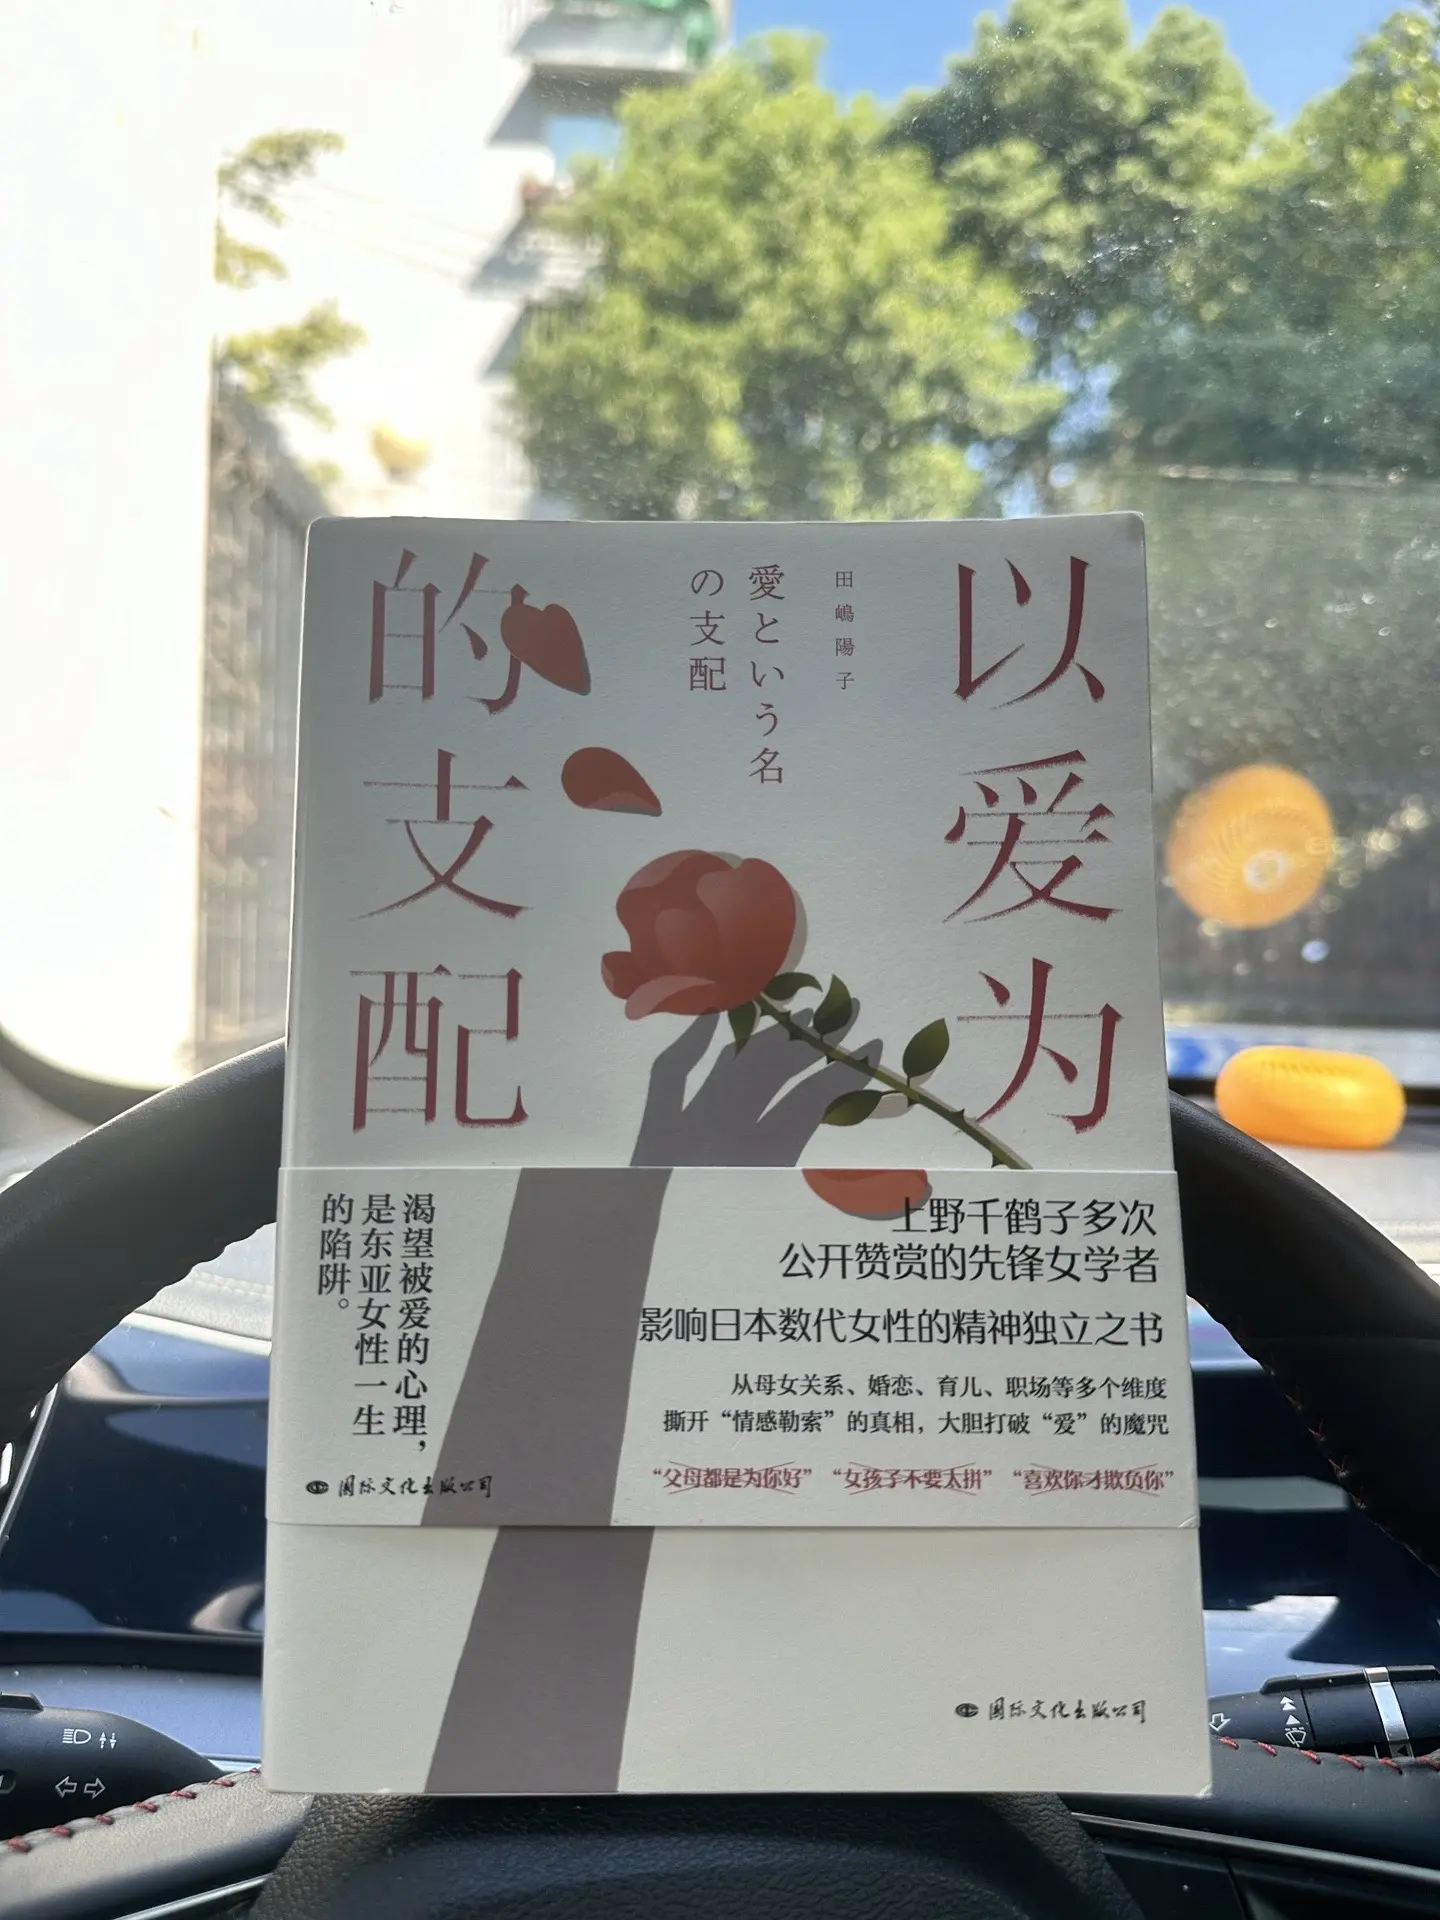 以爱为
的支配
田嶋陽子
愛という名
の支配
渴望被爱的心理，
是东亚女性一生
的陷阱。
国际文化出版公司
上野千鹤子多次
公开赞赏的先锋女学者
影响日本数代女性的精神独立之书
从母女关系、婚恋、育儿、职场等多个维度
撕开“情感勒索”的真相，大胆打破“爱”的魔咒
“父母都是为你好” “女孩子不要太拼” “喜欢你才欺负你”
国际文化出版公司